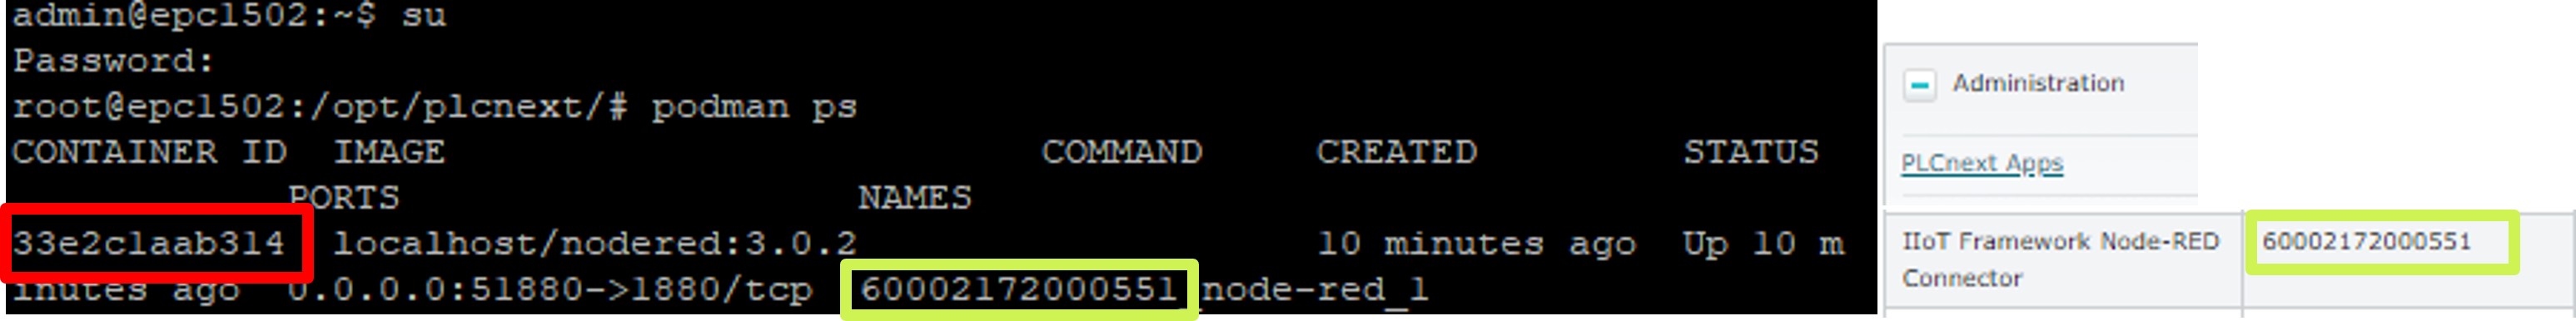 admin@epc1502:~$ su
Password:
root@epc1502:/opt/plcnext/# podman ps
CONTAINER ID  IMAGE                          COMMAND     CREATED         STATUS
PORTS                      NAMES
33e2c1aab314  localhost/nodered:3.0.2                    10 minutes ago  Up 10 m
inutes ago  0.0.0.0:51880->1880/tcp  60002172000551_node-red_1
Administration
PLCnext Apps
IIoT Framework Node-RED 60002172000551
Connector